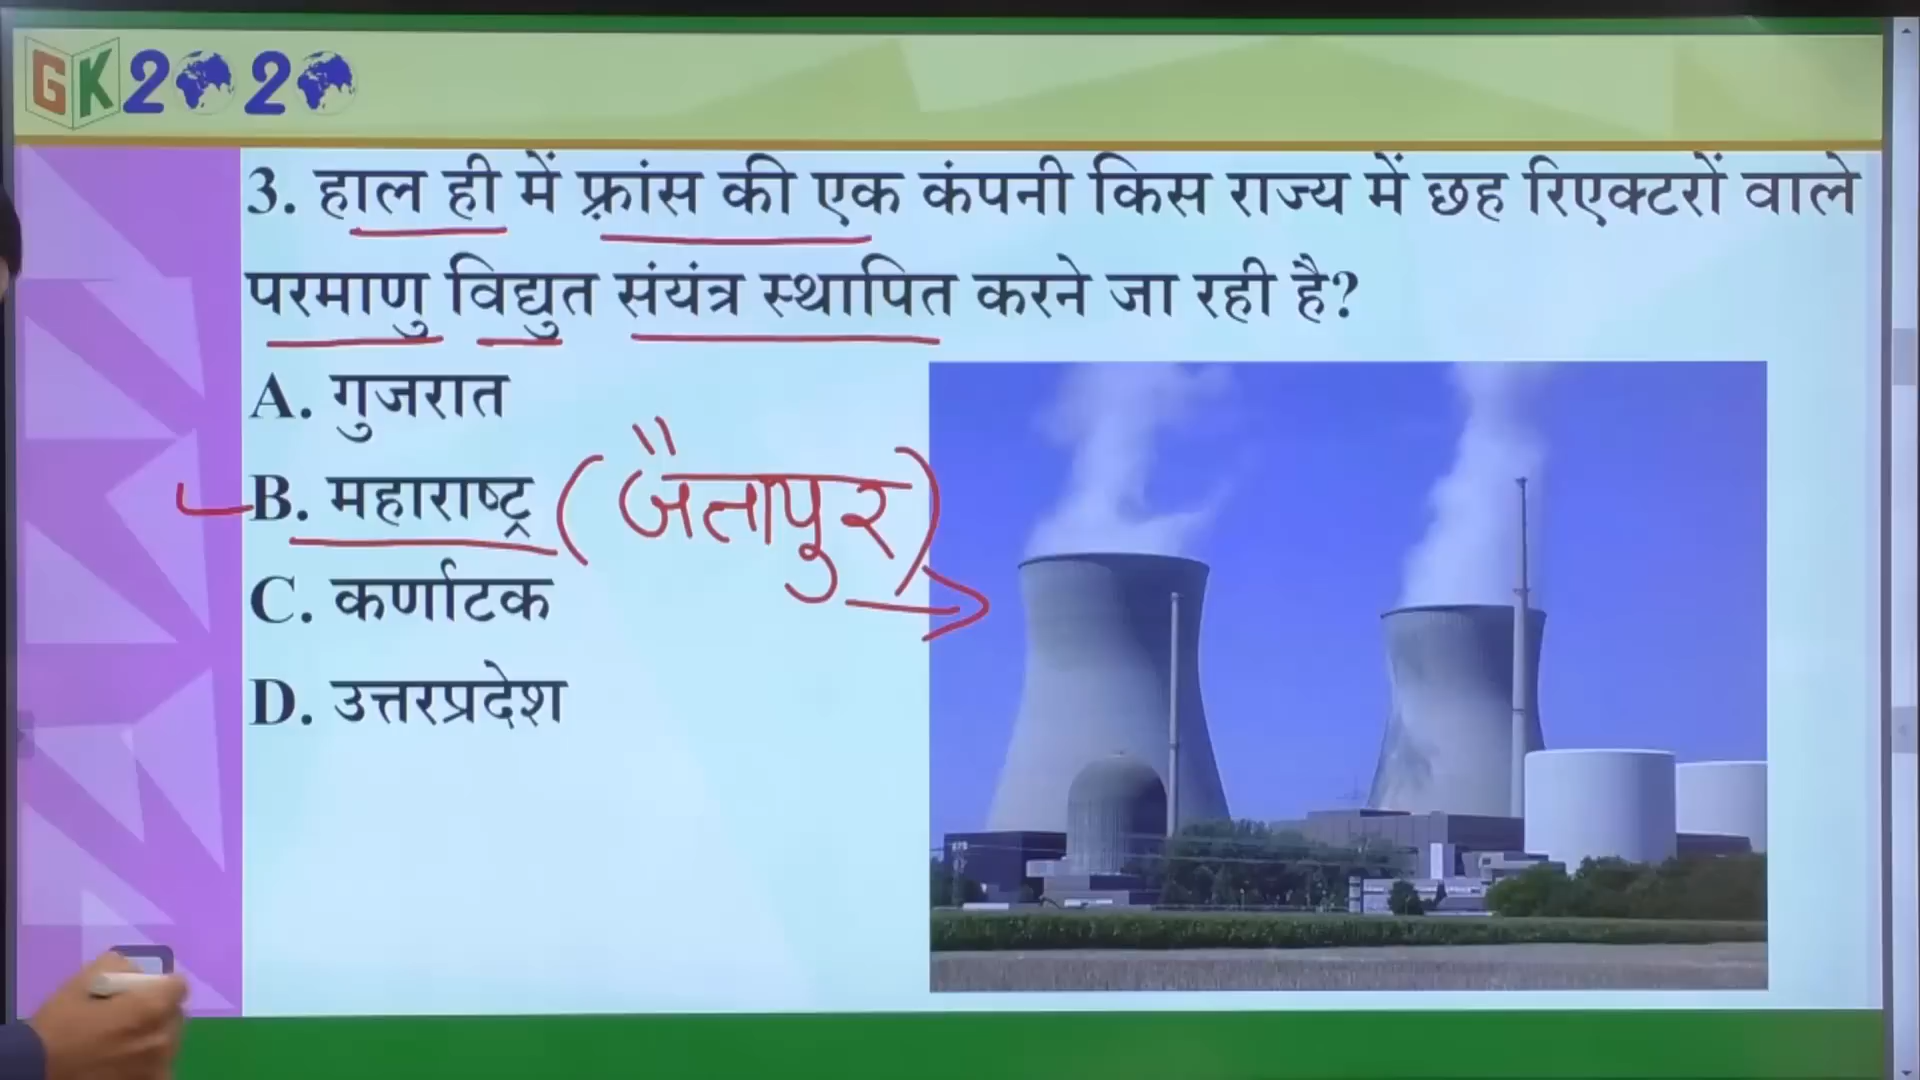 GK2020
3. हाल ही में फ़्रांस की एक कंपनी किस राज्य में छह रिएक्टरों वाले
परमाणु विद्युत संयंत्र स्थापित करने जा रही है?
A. गुजरात
B. महाराष्ट्र (जैतापुर)
C. कर्णाटक
D. उत्तरप्रदेश